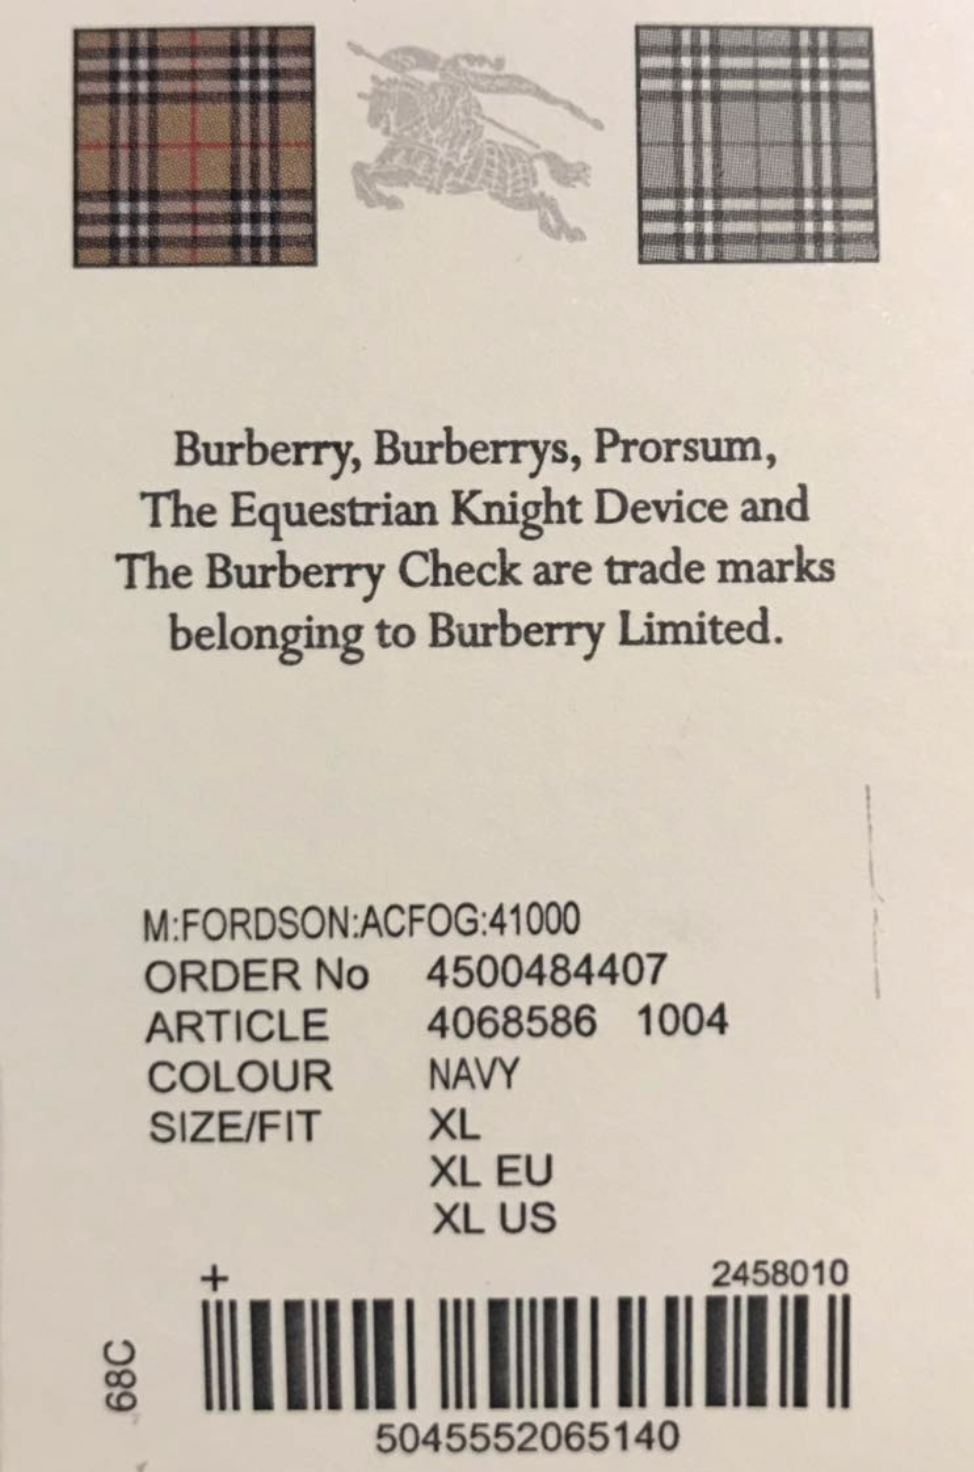 Burberry, Burberrys, Prorsum,
The Equestrian Knight Device and
The Burberry Check are trade marks
belonging to Burberry Limited.
M:FORDSON:ACFOG:41000
ORDER No 4500484407
ARTICLE 4068586 1004
COLOUR NAVY
SIZE/FIT XL
XL EU
XL US
+ 2458010
68C
5045552065140